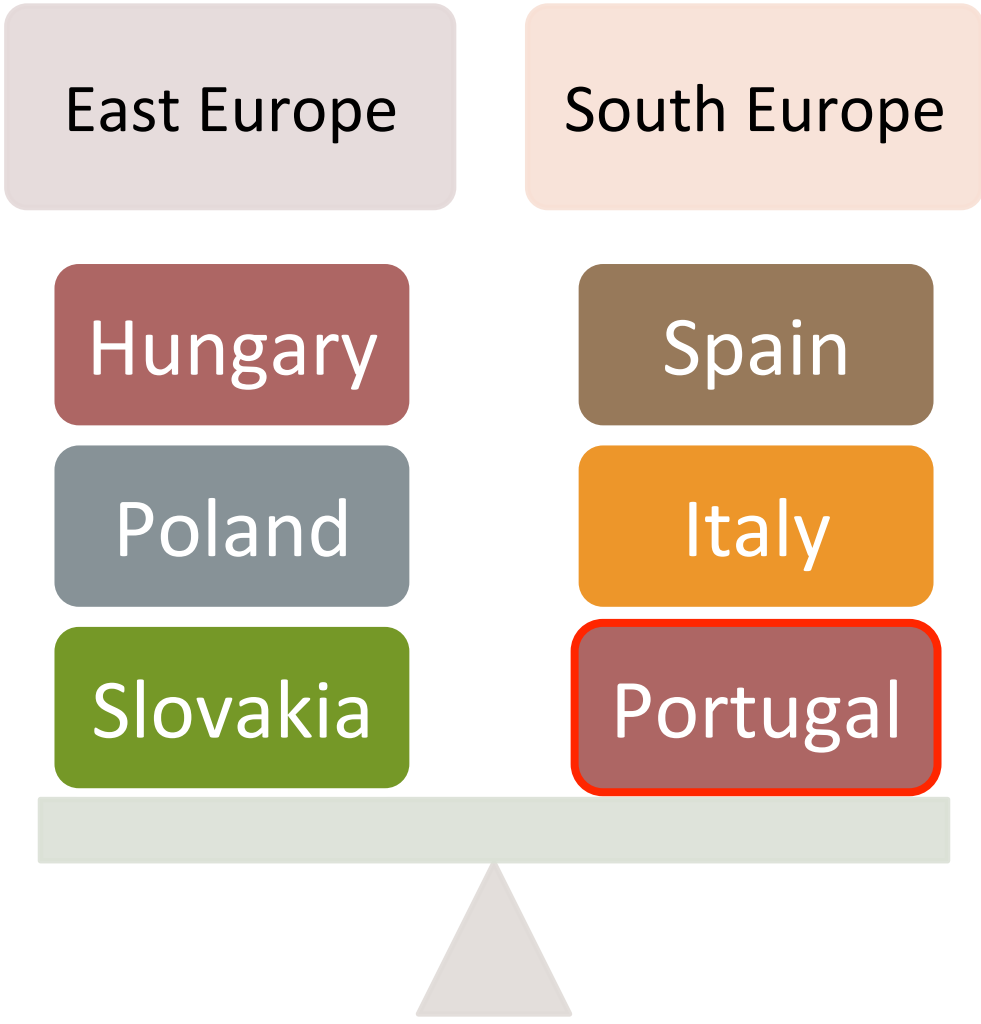 East Europe
South Europe
Hungary
Spain
Poland
Italy
Slovakia
Portugal